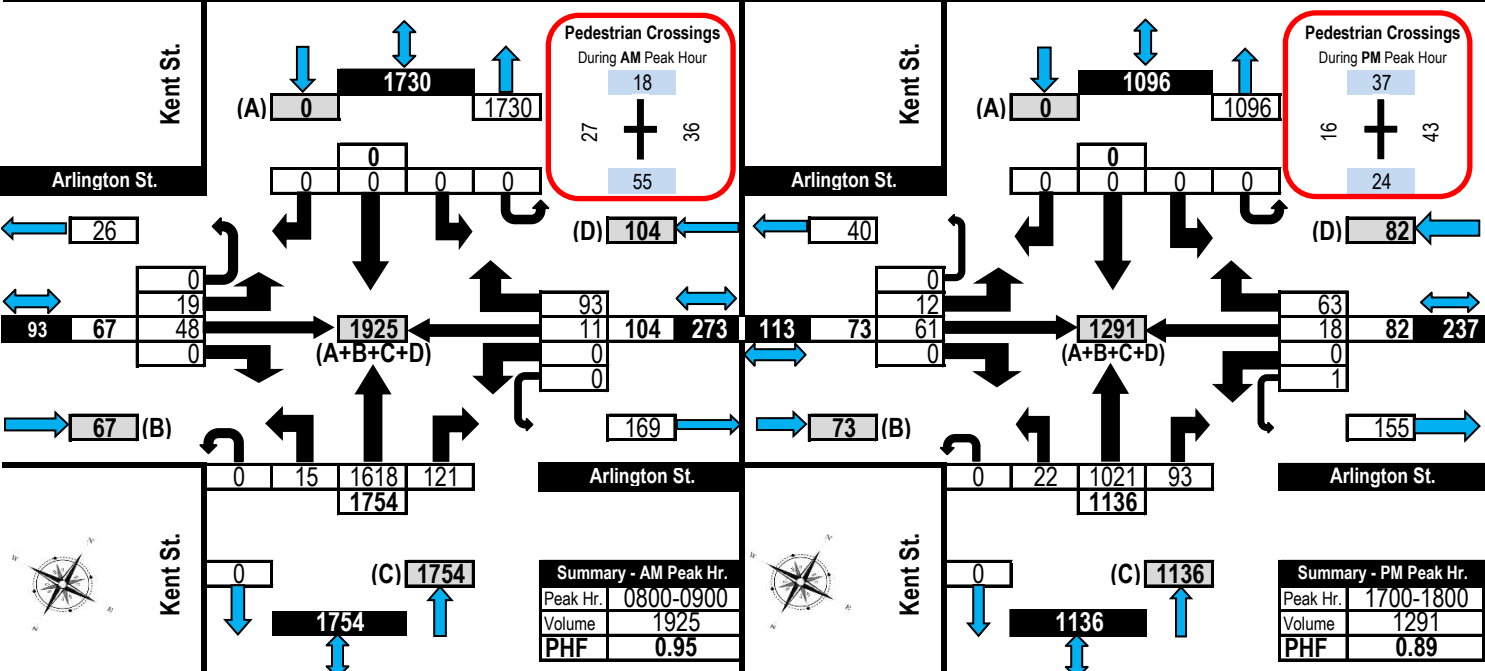 Pedestrian Crossings
During AM Peak Hour
18
27
36
55
Kent St.
1730
(A) 0
1730
0
0 0 0 0
Arlington St.
26
(D) 104
0
19
93 67 48
0
1925
(A+B+C+D)
93
11 104 273
0
0
67 (B)
169
0 15 1618 121
1754
Arlington St.
Kent St.
0
(C) 1754
1754
Summary - AM Peak Hr.
Peak Hr. 0800-0900
Volume 1925
PHF 0.95
Pedestrian Crossings
During PM Peak Hour
37
16
43
24
Kent St.
1096
(A) 0
1096
0
0 0 0 0
Arlington St.
40
(D) 82
0
12
113 73 61
0
1291
(A+B+C+D)
63
18 82 237
0
1
73 (B)
155
0 22 1021 93
1136
Arlington St.
Kent St.
0
(C) 1136
1136
Summary - PM Peak Hr.
Peak Hr. 1700-1800
Volume 1291
PHF 0.89